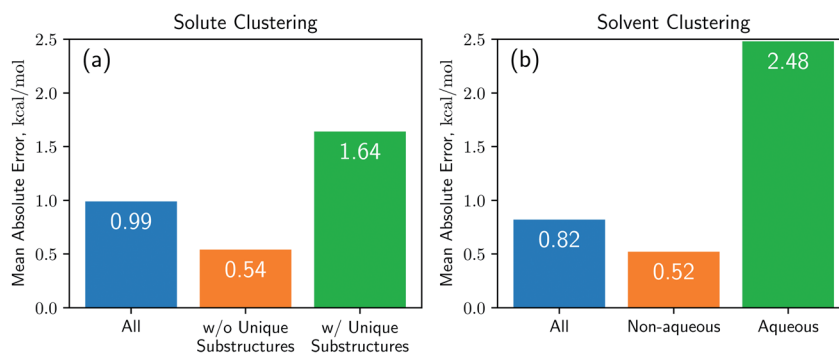 Solute Clustering
(a)
Mean Absolute Error, kcal/mol
2.5
2.0
1.5
1.0
0.5
0.0
0.99
0.54
1.64
All
w/o Unique
Substructures
w/ Unique
Substructures
Solvent Clustering
(b)
Mean Absolute Error, kcal/mol
2.5
2.0
1.5
1.0
0.5
0.0
0.82
0.52
2.48
All
Non-aqueous
Aqueous